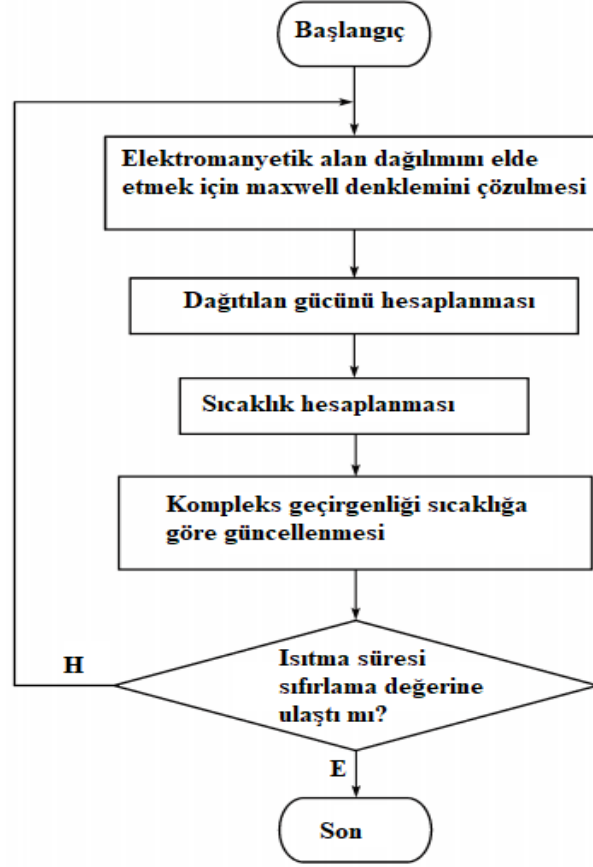 Başlangıç
Elektromanyetik alan dağılımını elde
etmek için maxwell denklemini çözulmesi
Dağıtılan gücünü hesaplanması
Sıcaklık hesaplanması
Kompleks geçirgenliği sıcaklığa
göre güncellenmesi
Isıtma süresi
sıfırlama değerine
ulaştı mı?
H
E
Son